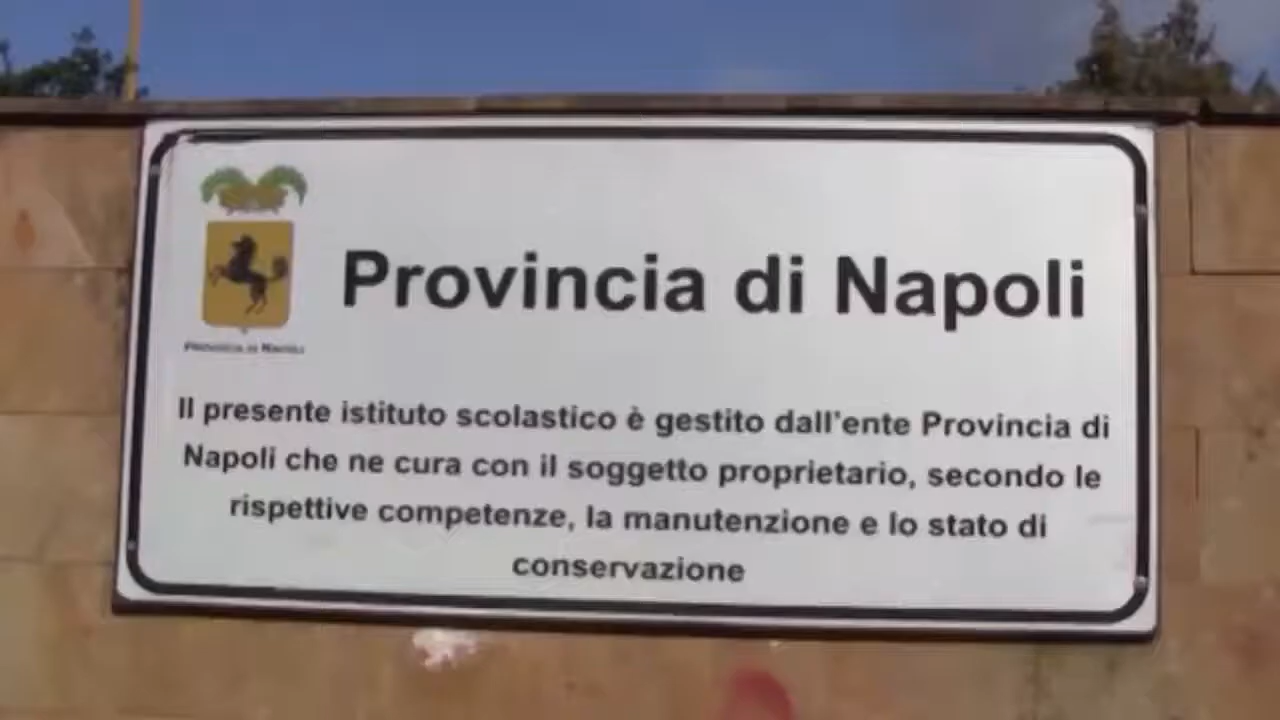 Provincia di Napoli
PROVINCIA DI NAPOLI
Il presente istituto scolastico è gestito dall'ente Provincia di
Napoli che ne cura con il soggetto proprietario, secondo le
rispettive competenze, la manutenzione e lo stato di
conservazione